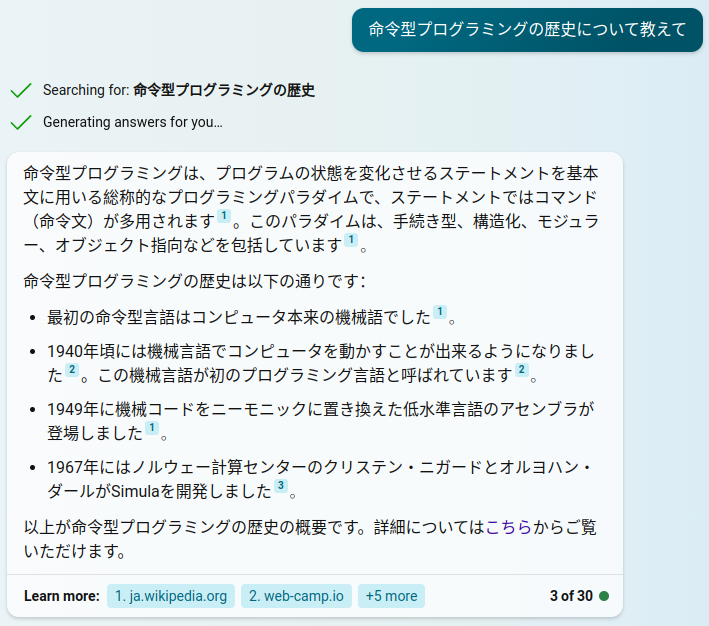 命令型プログラミングの歴史について教えて
Searching for: 命令型プログラミングの歴史
Generating answers for you…
命令型プログラミングは、プログラムの状態を変化させるステートメントを基本
文に用いる総称的なプログラミングパラダイムで、ステートメントではコマンド
（命令文）が多用されます 1 。このパラダイムは、手続き型、構造化、モジュラ
ー、オブジェクト指向などを包括しています 1 。
命令型プログラミングの歴史は以下の通りです：
• 最初の命令型言語はコンピュータ本来の機械語でした 1 。
• 1940年頃には機械言語でコンピュータを動かすことが出来るようになりまし
た 2 。この機械言語が初のプログラミング言語と呼ばれています 2 。
• 1949年に機械コードをニーモニックに置き換えた低水準言語のアセンブラが
登場しました 1 。
• 1967年にはノルウェー計算センターのクリステン・ニガードとオルヨハン・
ダールがSimulaを開発しました 3 。
以上が命令型プログラミングの歴史の概要です。詳細についてはこちらからご覧
いただけます。
Learn more: 1. ja.wikipedia.org 2. web-camp.io +5 more 3 of 30